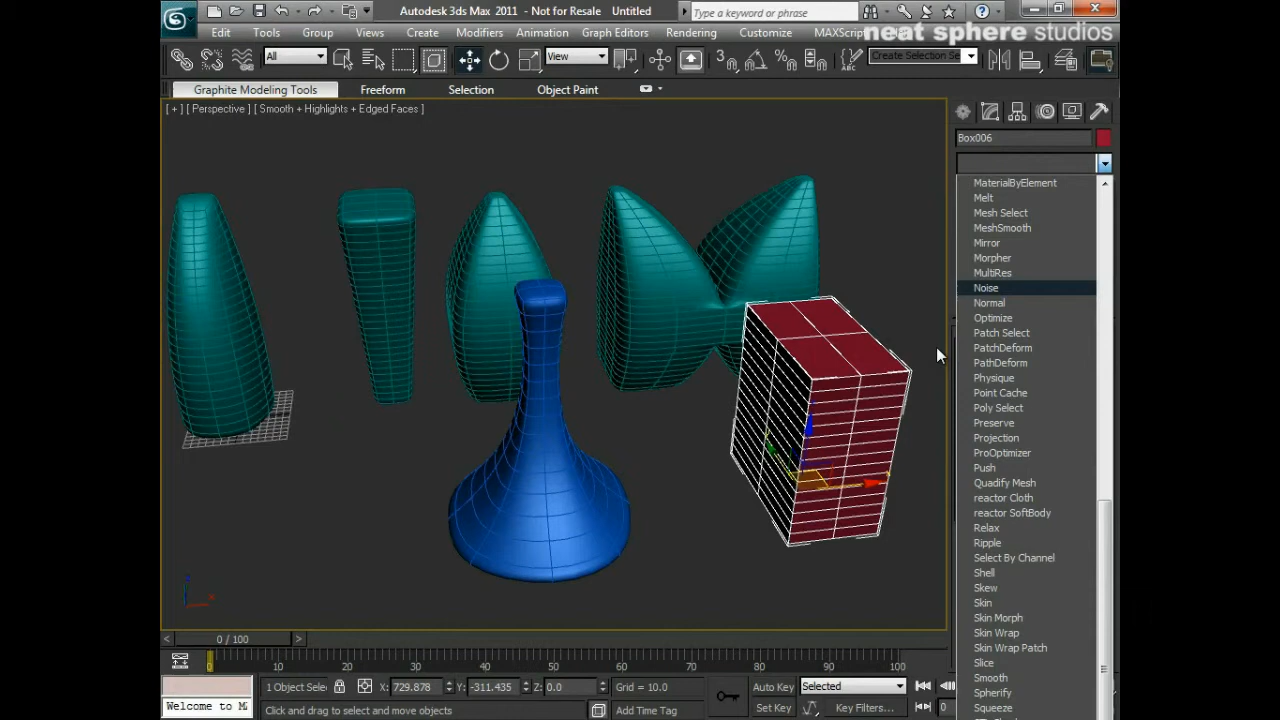 Autodesk 3ds Max 2011 - Not for Resale Untitled
Type a keyword or phrase
Edit Tools Group Views Create Modifiers Animation Graph Editors Rendering Customize MAXScript
neat sphere studios
All View Create Selection Se
Graphite Modeling Tools Freeform Selection Object Paint
[ + ] [ Perspective ] [ Smooth + Highlights + Edged Faces ]
Box006
MaterialByElement
Melt
Mesh Select
MeshSmooth
Mirror
Morpher
MultiRes
Noise
Normal
Optimize
Patch Select
PatchDeform
PathDeform
Physique
Point Cache
Poly Select
Preserve
Projection
ProOptimizer
Push
Quadify Mesh
reactor Cloth
reactor SoftBody
Relax
Ripple
Select By Channel
Shell
Skew
Skin
Skin Morph
Skin Wrap
Skin Wrap Patch
Slice
Smooth
Spherify
Squeeze
0 / 100
0 10 20 30 40 50 60 70 80 90 100
1 Object Sele X: 729.878 Y: -311.435 Z: 0.0 Grid = 10.0 Auto Key Selected
Welcome to M Click and drag to select and move objects Add Time Tag Set Key Key Filters... 0